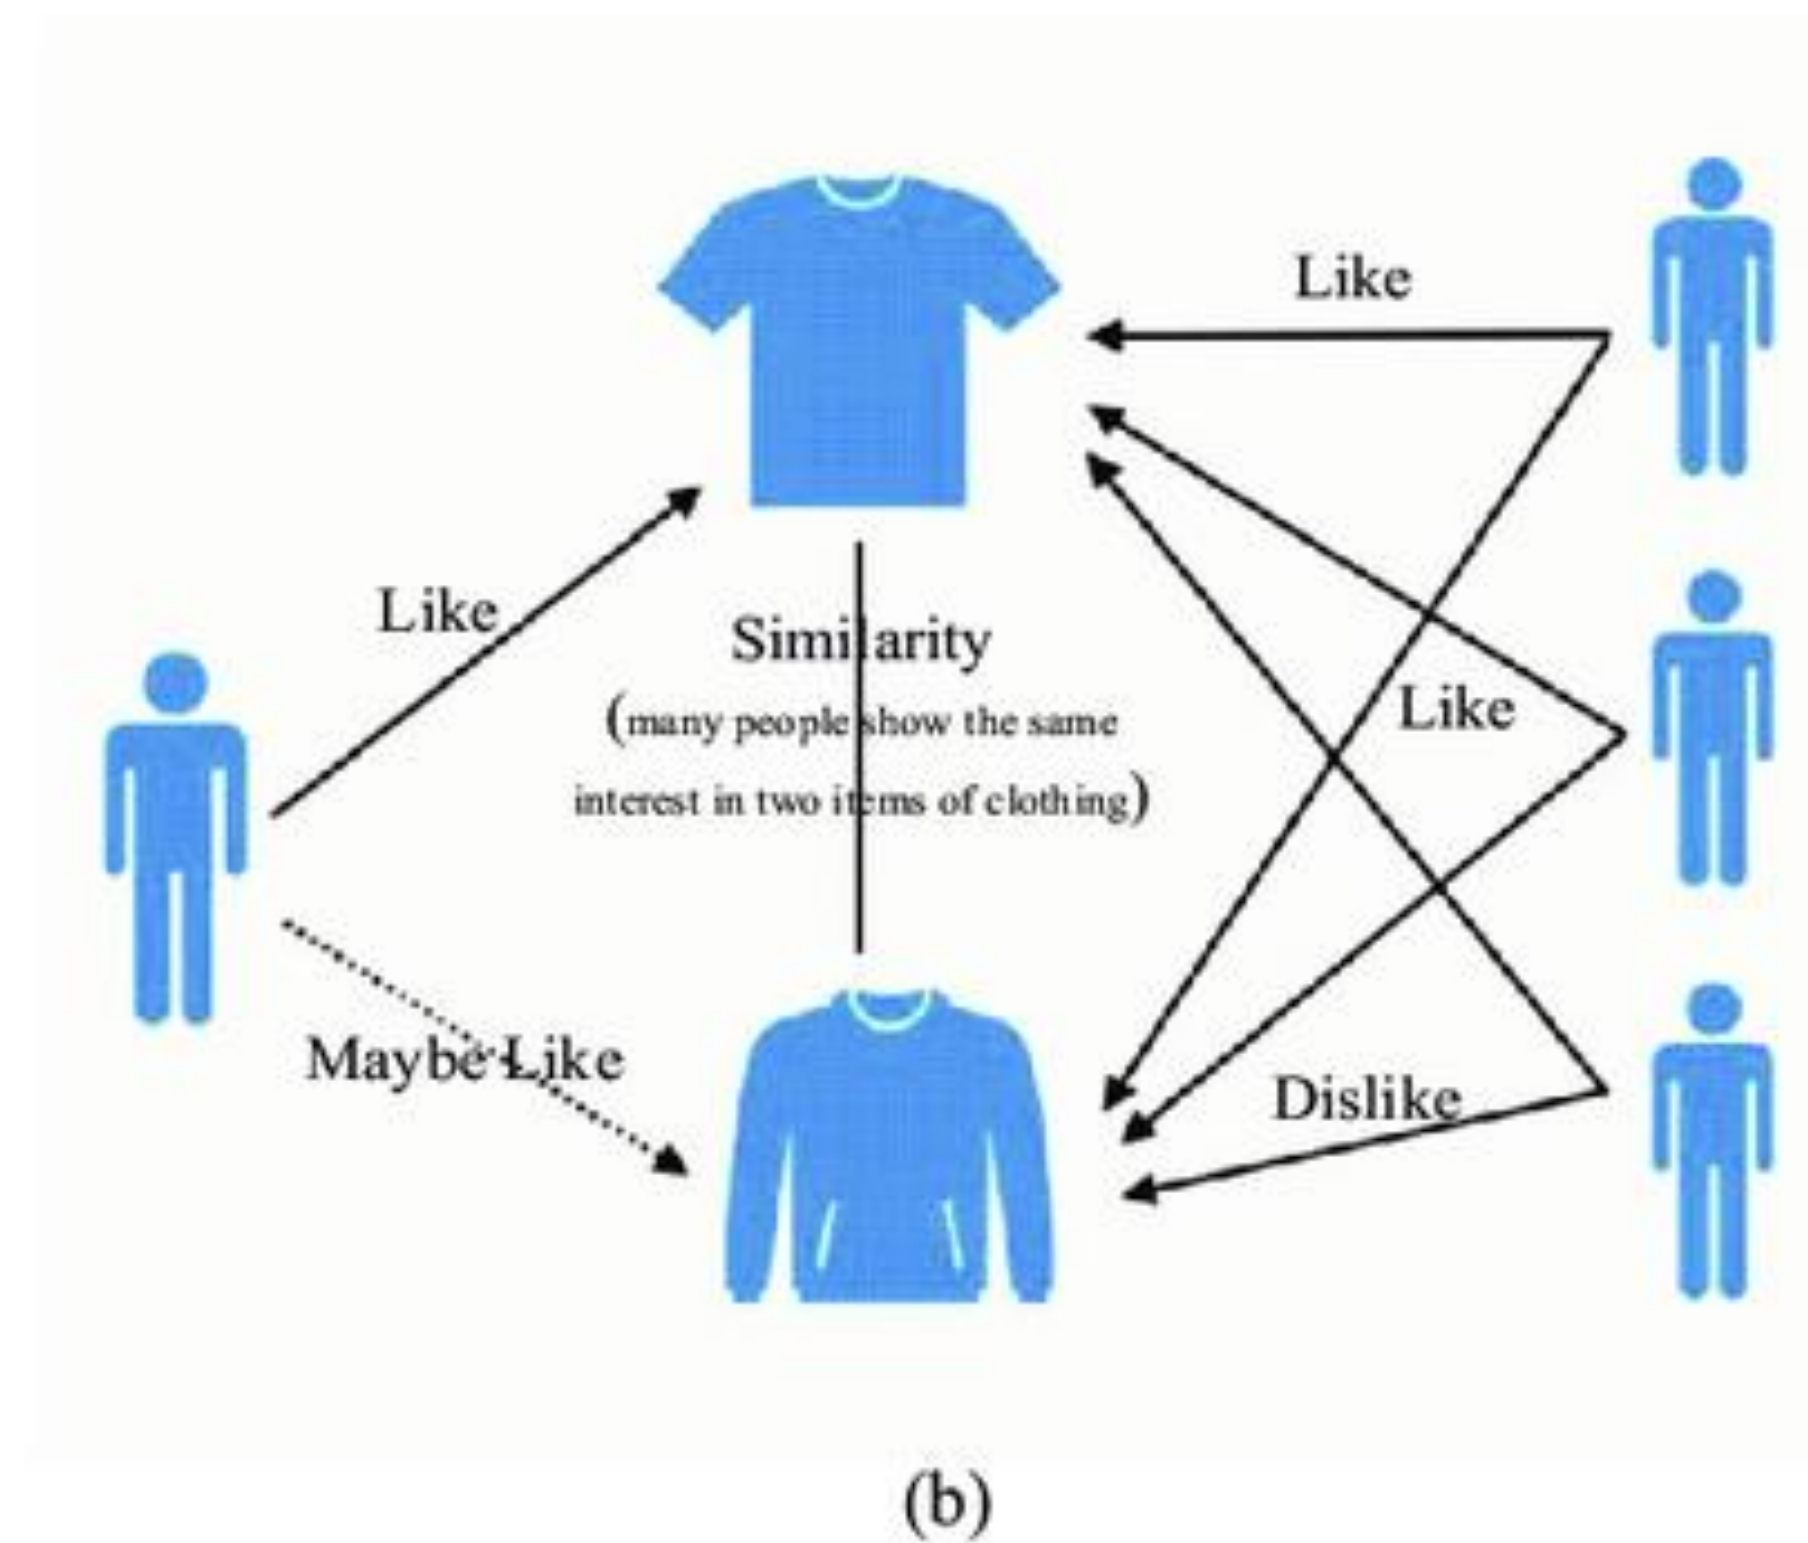 Like
Like
Similarity
(many people show the same
interest in two items of clothing)
Like
Maybe Like
Dislike
(b)